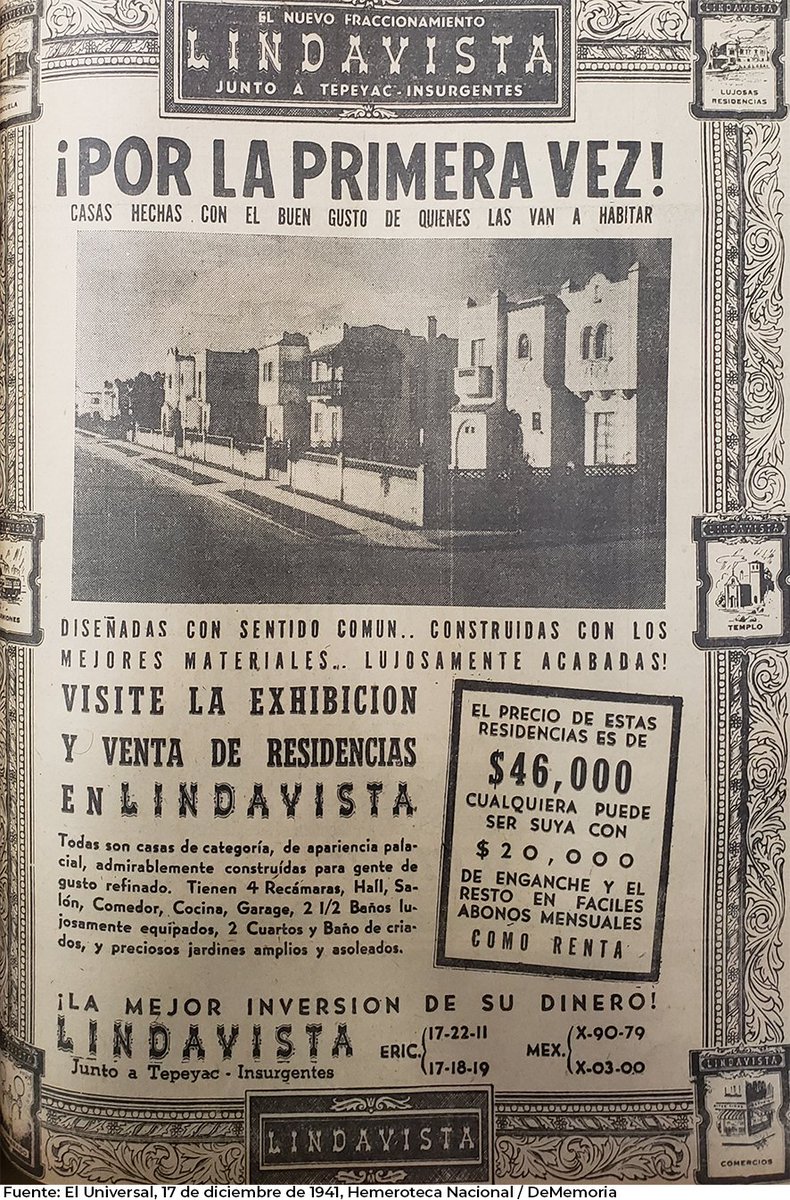 EL NUEVO FRACCIONAMIENTO
LINDAVISTA
JUNTO A TEPEYAC-INSURGENTES
LINDAVISTA
LUJOSAS
RESIDENCIAS
¡POR LA PRIMERA VEZ!
CASAS HECHAS CON EL BUEN GUSTO DE QUIENES LAS VAN A HABITAR
LINDAVISTA
TEMPLO
DISEÑADAS CON SENTIDO COMUN.. CONSTRUIDAS CON LOS
MEJORES MATERIALES... LUJOSAMENTE ACABADAS!
VISITE LA EXHIBICION
Y VENTA DE RESIDENCIAS
EN LINDAVISTA
Todas son casas de categoría, de apariencia pala-
cial, admirablemente construídas para gente de
gusto refinado. Tienen 4 Recámaras, Hall, Sa-
lón, Comedor, Cocina, Garage, 2 1/2 Baños lu-
josamente equipados, 2 Cuartos y Baño de cria-
dos, y preciosos jardines amplios y asoleados.
EL PRECIO DE ESTAS
RESIDENCIAS ES DE
$46,000
CUALQUIERA PUEDE
SER SUYA CON
$20,000
DE ENGANCHE Y EL
RESTO EN FACILES
ABONOS MENSUALES
COMO RENTA
¡LA MEJOR INVERSION DE SU DINERO!
LINDAVISTA
Junto a Tepeyac - Insurgentes
ERIC. 17-22-11
17-18-19
MEX. X-90-79
X-03-00
LINDAVISTA
COMERCIOS
LINDAVISTA
Fuente: El Universal, 17 de diciembre de 1941, Hemeroteca Nacional / DeMemoria